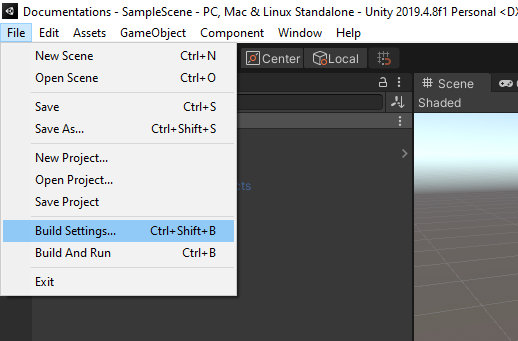 Documentations - SampleScene - PC, Mac & Linux Standalone - Unity 2019.4.8f1 Personal <DX
File Edit Assets GameObject Component Window Help
New Scene Ctrl+N
Open Scene Ctrl+O
Save Ctrl+S
Save As... Ctrl+Shift+S
New Project...
Open Project...
Save Project
Build Settings... Ctrl+Shift+B
Build And Run Ctrl+B
Exit
Center Local
Scene
Shaded